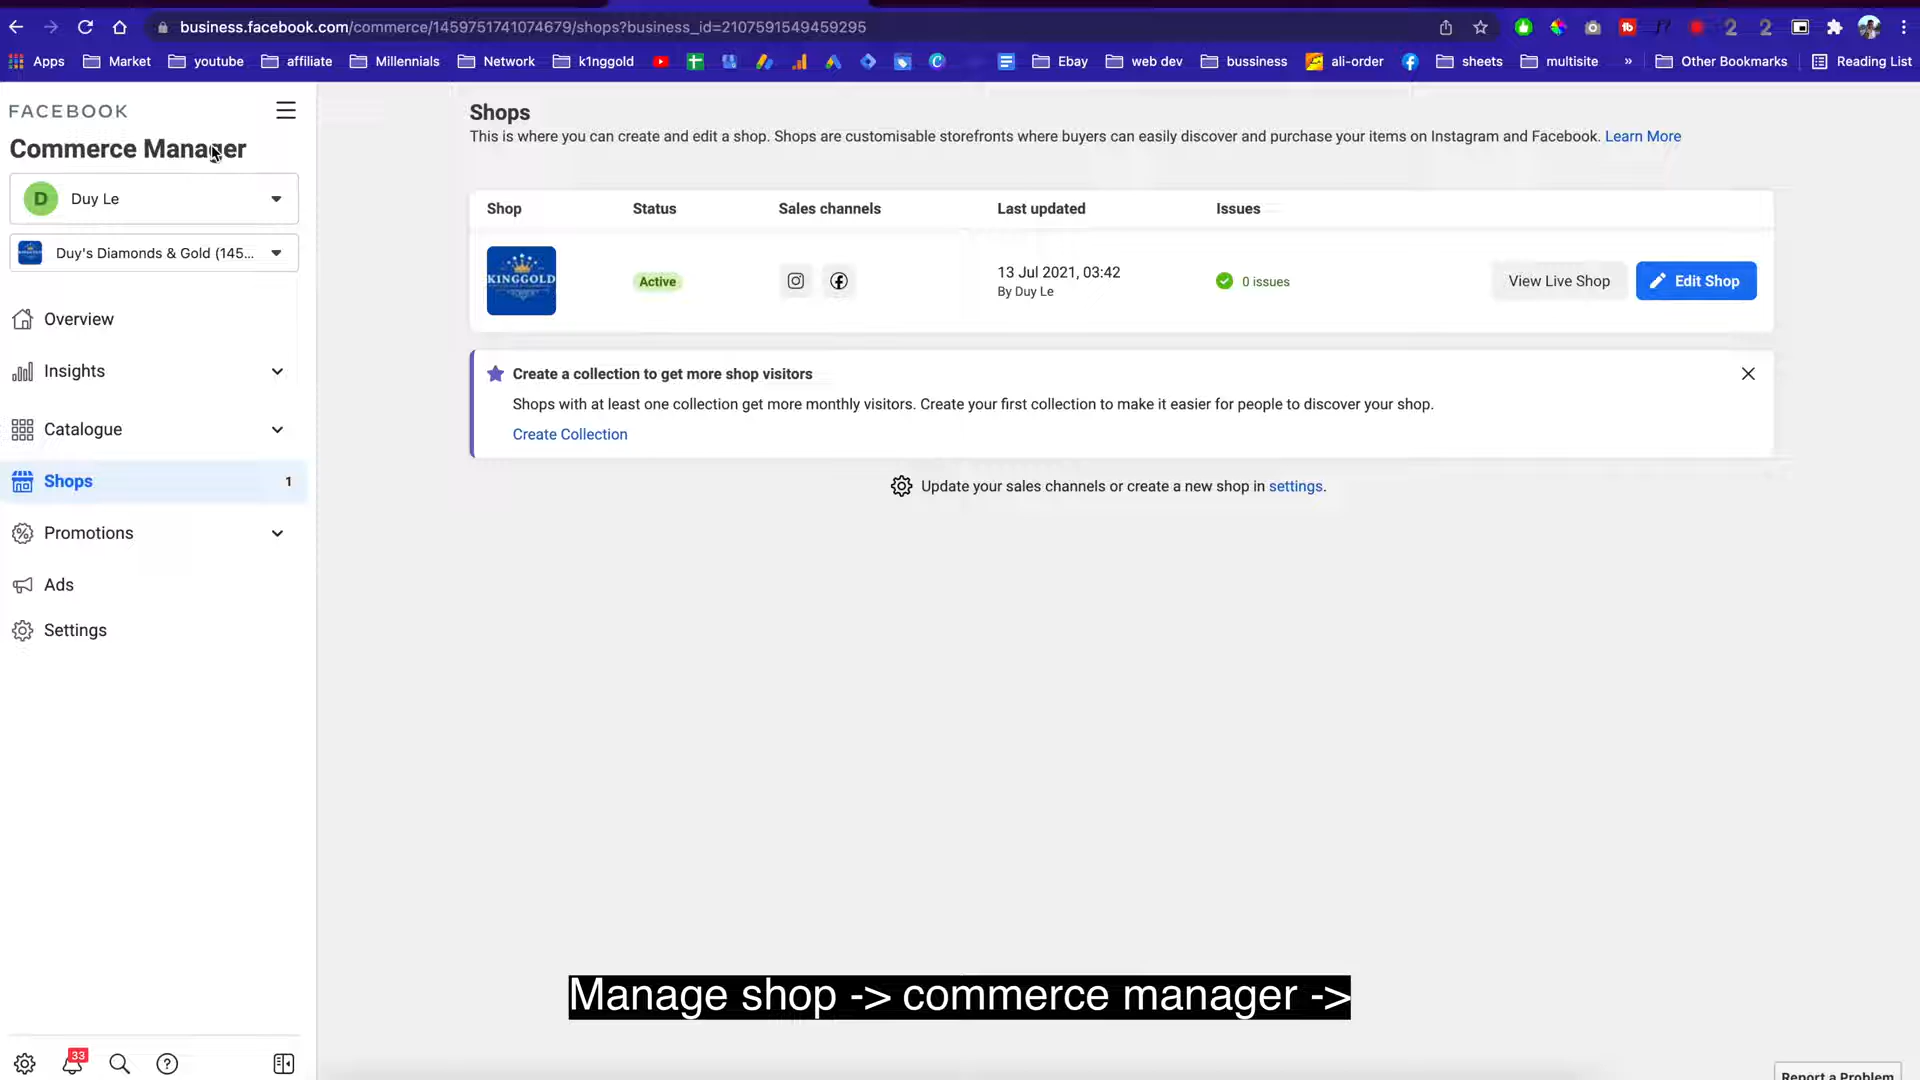 business.facebook.com/commerce/1459751741074679/shops?business_id=2107591549459295
Apps Market youtube affiliate Millennials Network k1nggold Ebay web dev bussiness ali-order sheets multisite » Other Bookmarks Reading List
FACEBOOK
Commerce Manager
D Duy Le
Duy's Diamonds & Gold (145...
Overview
Insights
Catalogue
Shops 1
Promotions
Ads
Settings
33
Shops
This is where you can create and edit a shop. Shops are customisable storefronts where buyers can easily discover and purchase your items on Instagram and Facebook. Learn More
Shop Status Sales channels Last updated Issues
KINGGOLD
Active
13 Jul 2021, 03:42
By Duy Le
0 issues
View Live Shop
Edit Shop
Create a collection to get more shop visitors
Shops with at least one collection get more monthly visitors. Create your first collection to make it easier for people to discover your shop.
Create Collection
Update your sales channels or create a new shop in settings.
Manage shop -> commerce manager ->
Report a Problem